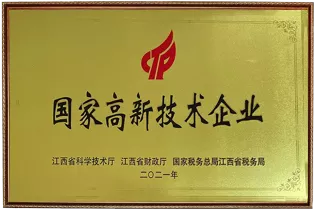 国家高新技术企业
江西省科学技术厅 江西省财政厅 国家税务总局江西省税务局
二〇二一年